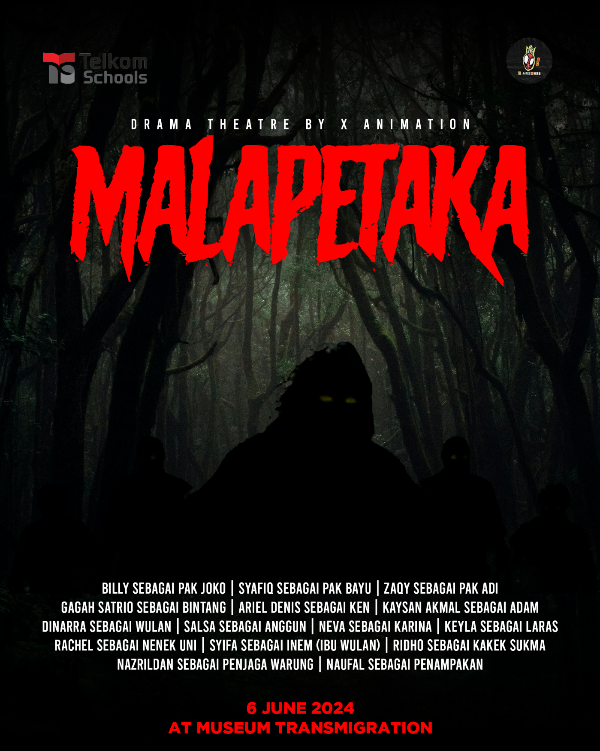 Telkom
Schools
DRAMA THEATRE BY X ANIMATION
MALAPETAKA
BILLY SEBAGAI PAK JOKO | SYAFIQ SEBAGAI PAK BAYU | ZAQY SEBAGAI PAK ADI
GAGAH SATRIO SEBAGAI BINTANG | ARIEL DENIS SEBAGAI KEN | KAYSAN AKMAL SEBAGAI ADAM
DINARRA SEBAGAI WULAN | SALSA SEBAGAI ANGGUN | NEVA SEBAGAI KARINA | KEYLA SEBAGAI LARAS
RACHEL SEBAGAI NENEK UNI | SYIFA SEBAGAI INEM (IBU WULAN) | RIDHO SEBAGAI KAKEK SUKMA
NAZRILDAN SEBAGAI PENJAGA WARUNG | NAUFAL SEBAGAI PENAMPAKAN
6 JUNE 2024
AT MUSEUM TRANSMIGRATION